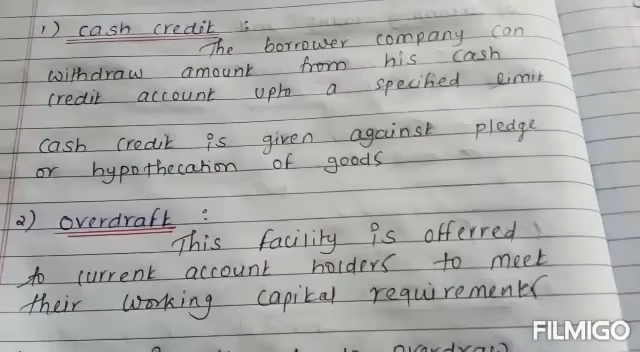 1) cash credit :
The borrower company can
withdraw amount from his cash
credit account upto a specified limit
cash credit is given against pledge
or hypothecation of goods
2) overdraft :
This facility is offerred
to current account holders to meet
their working capital requirements
overdraw
FILMIGO